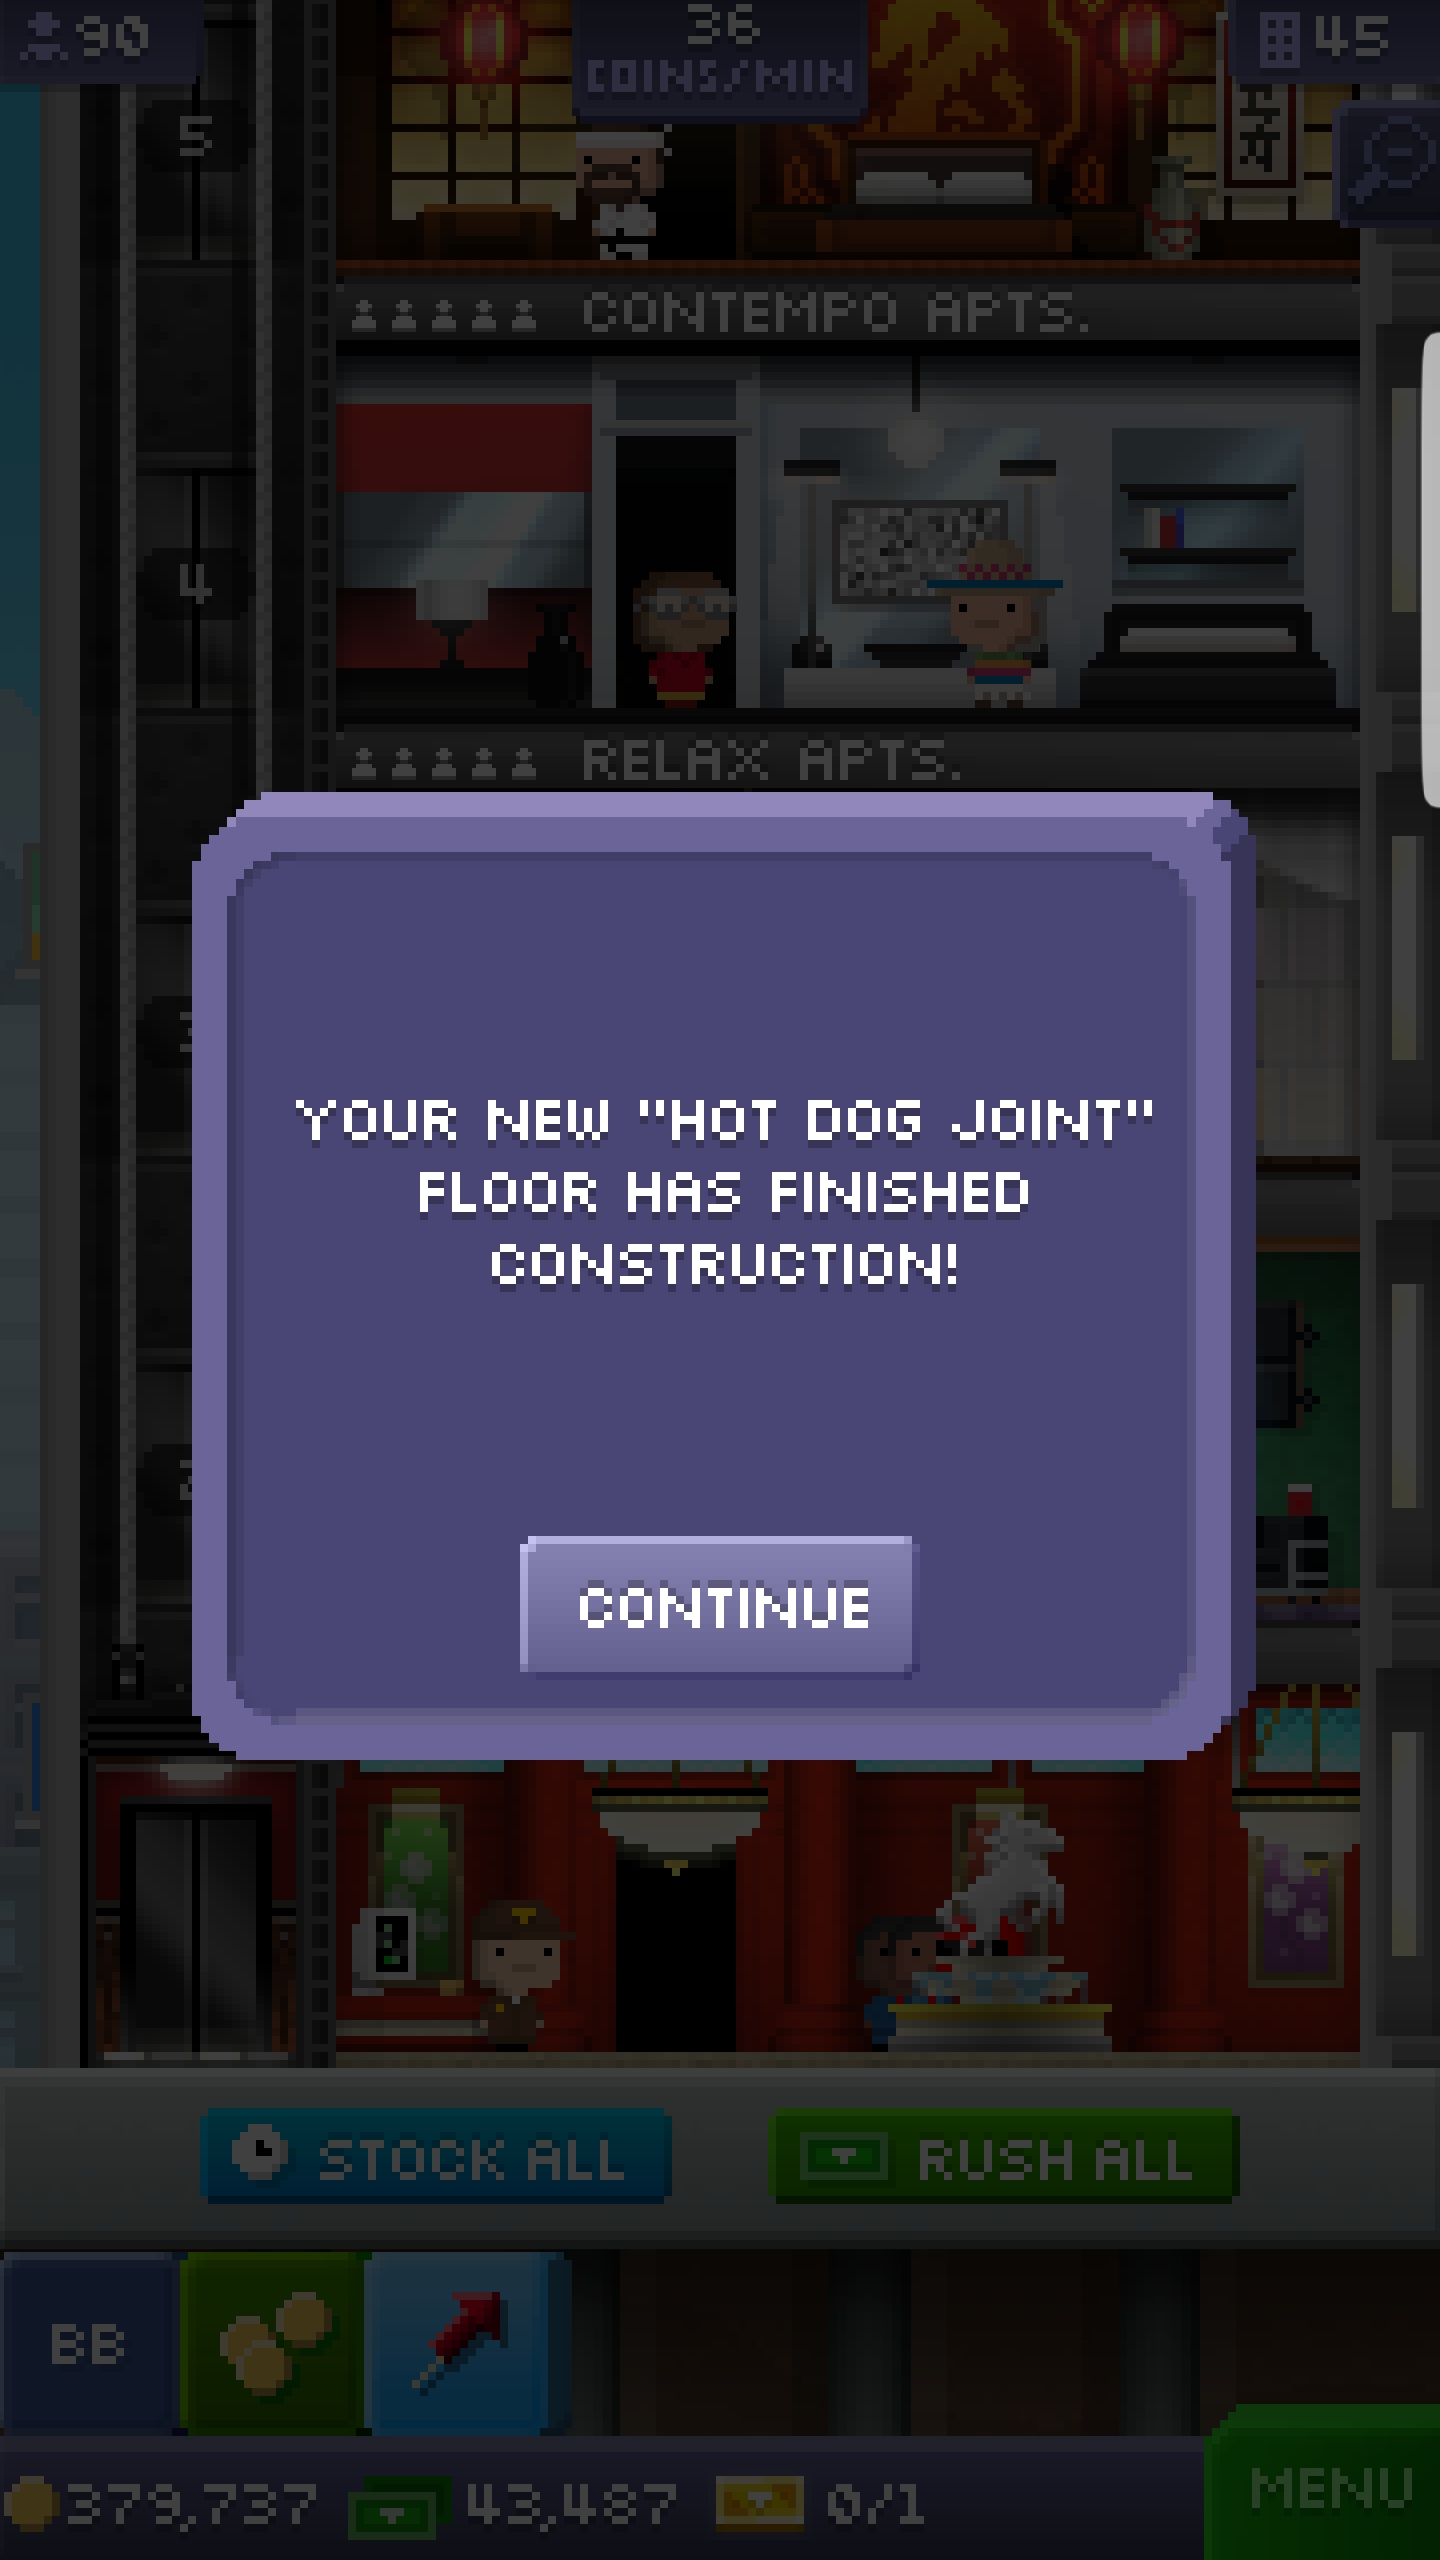 90
36
COINS/MIN
45
5
CONTEMPO APTS.
4
RELAX APTS.
YOUR NEW "HOT DOG JOINT"
FLOOR HAS FINISHED
CONSTRUCTION!
CONTINUE
STOCK ALL
RUSH ALL
BB
379,737
43,487
0/1
MENU